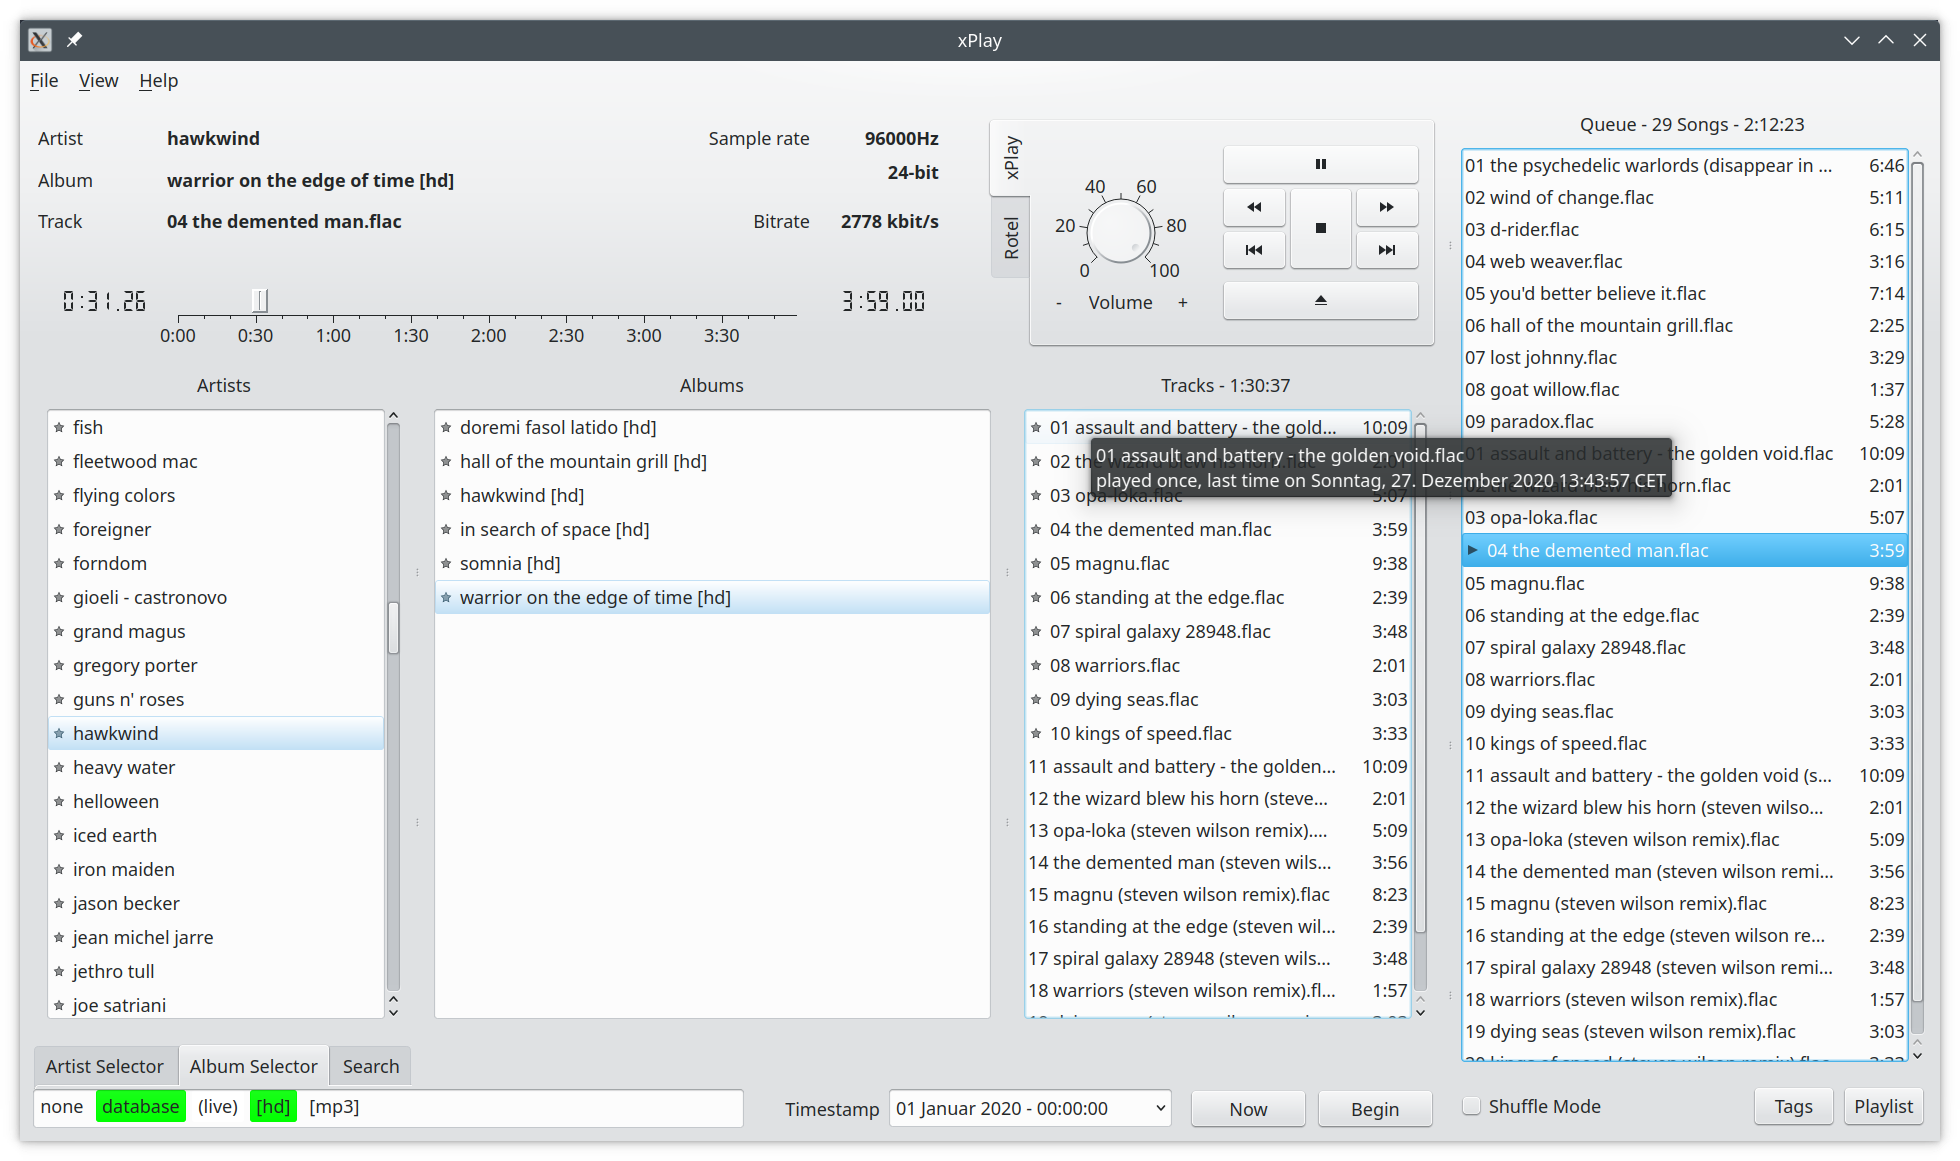 xPlay
File View Help
Artist hawkwind
Album warrior on the edge of time [hd]
Track 04 the demented man.flac
Sample rate 96000Hz
24-bit
Bitrate 2778 kbit/s
0:31.26
3:59.00
0:00 0:30 1:00 1:30 2:00 2:30 3:00 3:30
xPlay
Rotel
0 20 40 60 80 100
- Volume +
Artists
fish
fleetwood mac
flying colors
foreigner
forndom
gioeli - castronovo
grand magus
gregory porter
guns n' roses
hawkwind
heavy water
helloween
iced earth
iron maiden
jason becker
jean michel jarre
jethro tull
joe satriani
Albums
doremi fasol latido [hd]
hall of the mountain grill [hd]
hawkwind [hd]
in search of space [hd]
somnia [hd]
warrior on the edge of time [hd]
Tracks - 1:30:37
01 assault and battery - the gold... 10:09
01 assault and battery - the golden void.flac
played once, last time on Sonntag, 27. Dezember 2020 13:43:57 CET
02 the wizard blew his horn.flac 2:01
03 opa-loka.flac 5:07
04 the demented man.flac 3:59
05 magnu.flac 9:38
06 standing at the edge.flac 2:39
07 spiral galaxy 28948.flac 3:48
08 warriors.flac 2:01
09 dying seas.flac 3:03
10 kings of speed.flac 3:33
11 assault and battery - the golden... 10:09
12 the wizard blew his horn (steve... 2:01
13 opa-loka (steven wilson remix).... 5:09
14 the demented man (steven wils... 3:56
15 magnu (steven wilson remix).flac 8:23
16 standing at the edge (steven wil... 2:39
17 spiral galaxy 28948 (steven wils... 3:48
18 warriors (steven wilson remix).fl... 1:57
Queue - 29 Songs - 2:12:23
01 the psychedelic warlords (disappear in ... 6:46
02 wind of change.flac 5:11
03 d-rider.flac 6:15
04 web weaver.flac 3:16
05 you'd better believe it.flac 7:14
06 hall of the mountain grill.flac 2:25
07 lost johnny.flac 3:29
08 goat willow.flac 1:37
09 paradox.flac 5:28
01 assault and battery - the golden void.flac 10:09
02 the wizard blew his horn.flac 2:01
03 opa-loka.flac 5:07
04 the demented man.flac 3:59
05 magnu.flac 9:38
06 standing at the edge.flac 2:39
07 spiral galaxy 28948.flac 3:48
08 warriors.flac 2:01
09 dying seas.flac 3:03
10 kings of speed.flac 3:33
11 assault and battery - the golden void (s... 10:09
12 the wizard blew his horn (steven wilso... 2:01
13 opa-loka (steven wilson remix).flac 5:09
14 the demented man (steven wilson remi... 3:56
15 magnu (steven wilson remix).flac 8:23
16 standing at the edge (steven wilson re... 2:39
17 spiral galaxy 28948 (steven wilson remi... 3:48
18 warriors (steven wilson remix).flac 1:57
19 dying seas (steven wilson remix).flac 3:03
20 kings of speed (steven wilson remix).flac 3:33
Artist Selector Album Selector Search
none database (live) [hd] [mp3]
Timestamp 01 Januar 2020 - 00:00:00 Now Begin
Shuffle Mode Tags Playlist